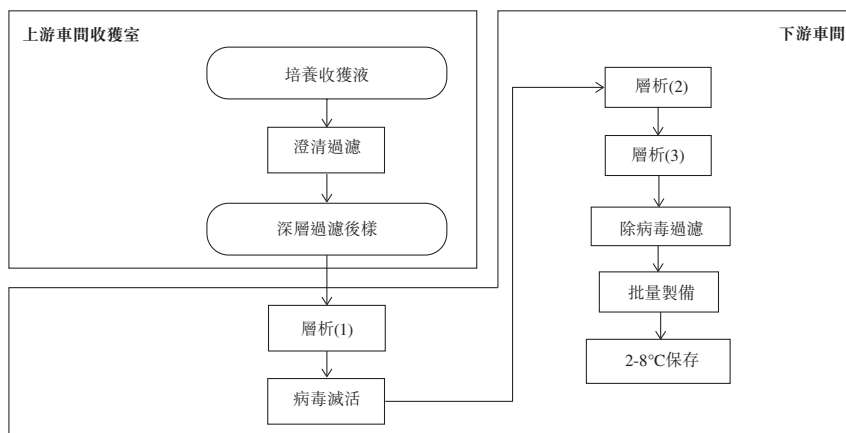 上游車間收獲室
培養收獲液
澄清過濾
深層過濾後樣
層析(1)
病毒滅活
下游車間
層析(2)
層析(3)
除病毒過濾
批量製備
2-8°C保存